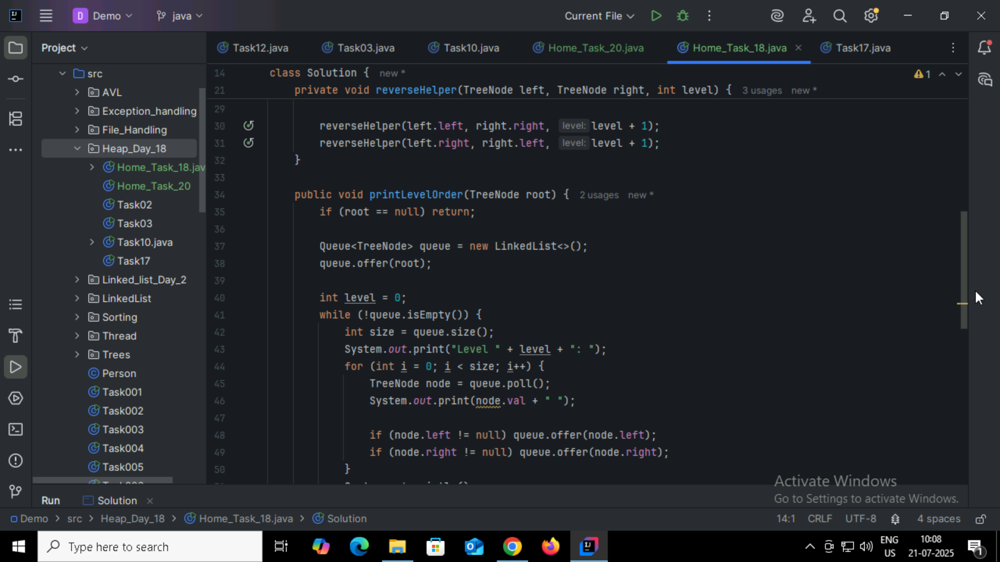 D Demo java Current File
Project
Task12.java Task03.java Task10.java Home_Task_20.java Home_Task_18.java Task17.java
src
AVL
Exception_handling
File_Handling
Heap_Day_18
Home_Task_18.jav
Home_Task_20
Task02
Task03
Task10.java
Task17
Linked_list_Day_2
LinkedList
Sorting
Thread
Trees
Person
Task001
Task002
Task003
Task004
Task005
14 class Solution { new *
21 private void reverseHelper(TreeNode left, TreeNode right, int level) { 3 usages new *
1
29
30 reverseHelper(left.left, right.right, level: level + 1);
31 reverseHelper(left.right, right.left, level: level + 1);
32 }
33
34 public void printLevelOrder(TreeNode root) { 2 usages new *
35 if (root == null) return;
36
37 Queue<TreeNode> queue = new LinkedList<>();
38 queue.offer(root);
39
40 int level = 0;
41 while (!queue.isEmpty()) {
42 int size = queue.size();
43 System.out.print("Level " + level + ": ");
44 for (int i = 0; i < size; i++) {
45 TreeNode node = queue.poll();
46 System.out.print(node.val + " ");
47
48 if (node.left != null) queue.offer(node.left);
49 if (node.right != null) queue.offer(node.right);
50 }
Activate Windows
Go to Settings to activate Windows.
Run Solution
Demo > src > Heap_Day_18 > Home_Task_18.java > Solution 14:1 CRLF UTF-8 4 spaces
Type here to search
ENG
US
10:08
21-07-2025
1